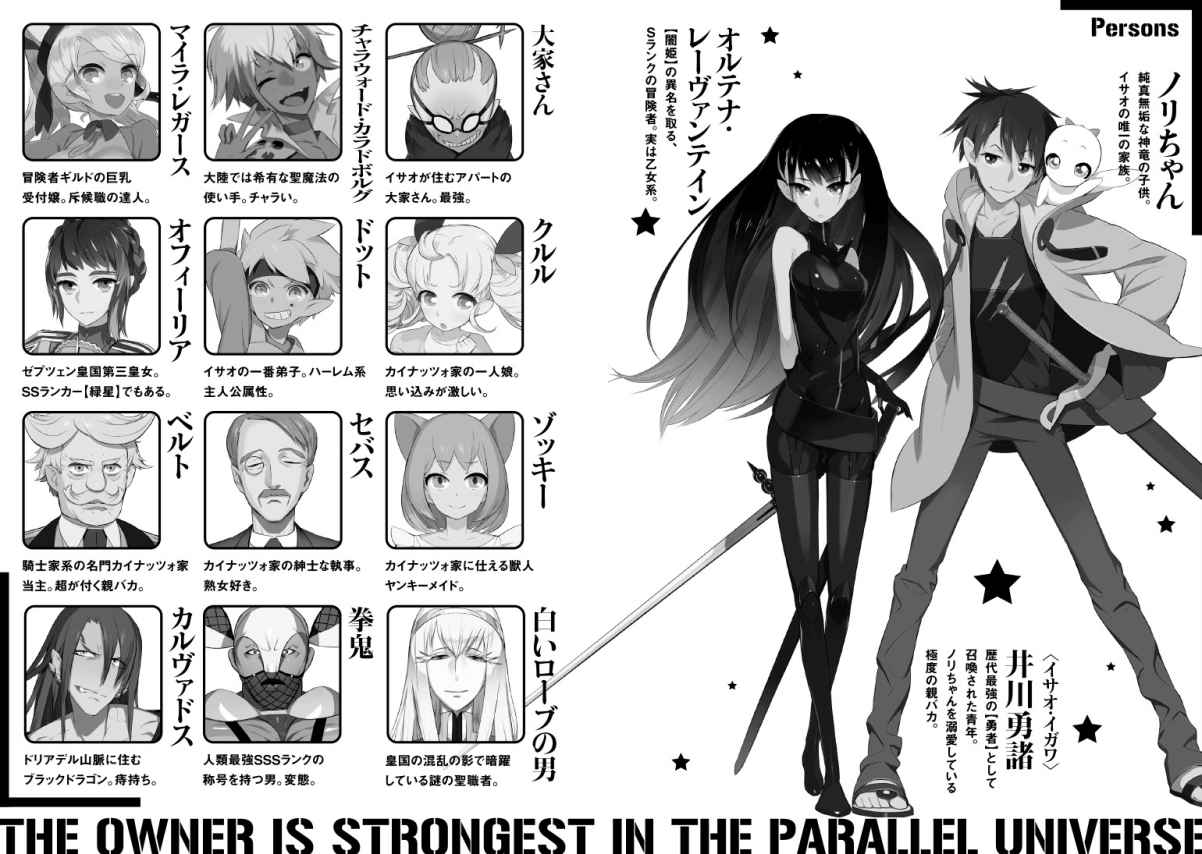 Persons
ノリちゃん
純真無垢な神竜の子供。
イサオの唯一の家族。
オルテナ・
レーヴァンテイン
【闇姫】の異名を取る、
Sランクの冒険者。実は乙女系。
〈イサオ・イガワ〉
井川勇諸
歴代最強の【勇者】として
召喚された青年。
ノリちゃんを溺愛している
極度の親バカ。
大家さん
イサオが住むアパートの
大家さん。最強。
チャラウォード・カラドボルグ
大陸では希有な聖魔法の
使い手。チャラい。
マイラ・レガース
冒険者ギルドの巨乳
受付嬢。斥候職の達人。
クルル
カイナッツォ家の一人娘。
思い込みが激しい。
ドット
イサオの一番弟子。ハーレム系
主人公属性。
オフィーリア
ゼプツェン皇国第三皇女。
SSランカー【緑星】でもある。
ゾッキー
カイナッツォ家に仕える獣人
ヤンキーメイド。
セバス
カイナッツォ家の紳士な執事。
熟女好き。
ベルト
騎士家系の名門カイナッツォ家
当主。超が付く親バカ。
白いローブの男
皇国の混乱の影で暗躍
している謎の聖職者。
拳鬼
人類最強SSSランクの
称号を持つ男。変態。
カルヴァドス
ドリアデル山脈に住む
ブラックドラゴン。痔持ち。
THE OWNER IS STRONGEST IN THE PARALLEL UNIVERSE